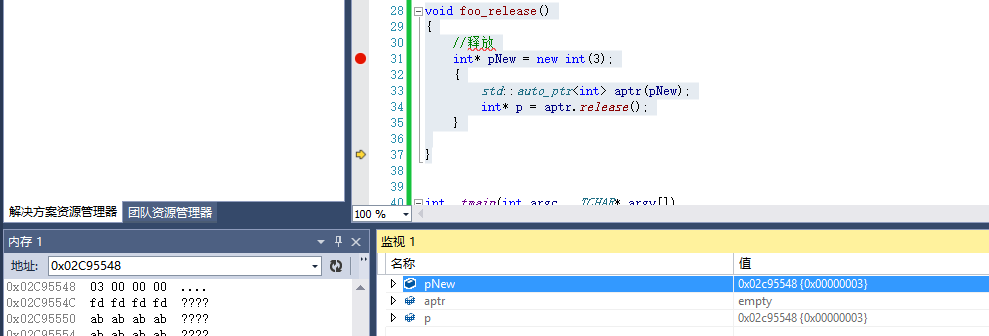 28 void foo_release()
29 {
30 //释放
31 int* pNew = new int(3);
32 {
33 std::auto_ptr<int> aptr(pNew);
34 int* p = aptr.release();
35 }
36
37 }
38
39
40 int _tmain(int argc, _TCHAR* argv[])
100 %
解决方案资源管理器 团队资源管理器
内存 1
地址: 0x02C95548
0x02C95548 03 00 00 00 ....
0x02C9554C fd fd fd fd ????
0x02C95550 ab ab ab ab ????
0x02C95554 ab ab ab ab ????
监视 1
名称 值
pNew 0x02c95548 {0x00000003}
aptr empty
p 0x02c95548 {0x00000003}